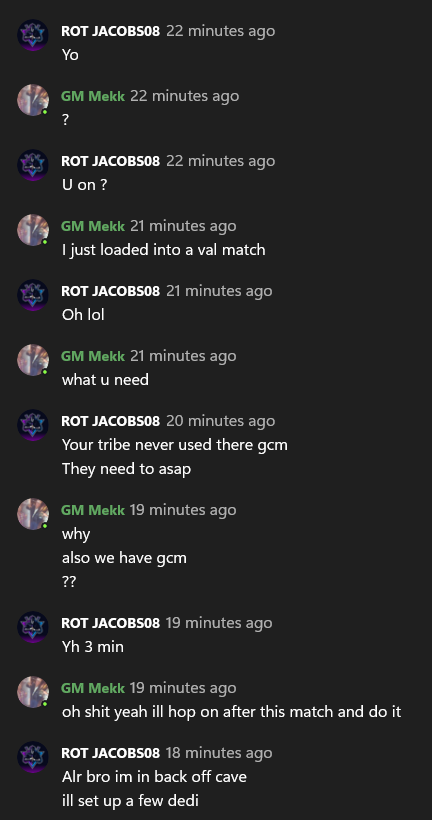 ROT JACOBS08 22 minutes ago
Yo
GM Mekk 22 minutes ago
?
ROT JACOBS08 22 minutes ago
U on ?
GM Mekk 21 minutes ago
I just loaded into a val match
ROT JACOBS08 21 minutes ago
Oh lol
GM Mekk 21 minutes ago
what u need
ROT JACOBS08 20 minutes ago
Your tribe never used there gcm
They need to asap
GM Mekk 19 minutes ago
why
also we have gcm
??
ROT JACOBS08 19 minutes ago
Yh 3 min
GM Mekk 19 minutes ago
oh shit yeah ill hop on after this match and do it
ROT JACOBS08 18 minutes ago
Alr bro im in back off cave
ill set up a few dedi